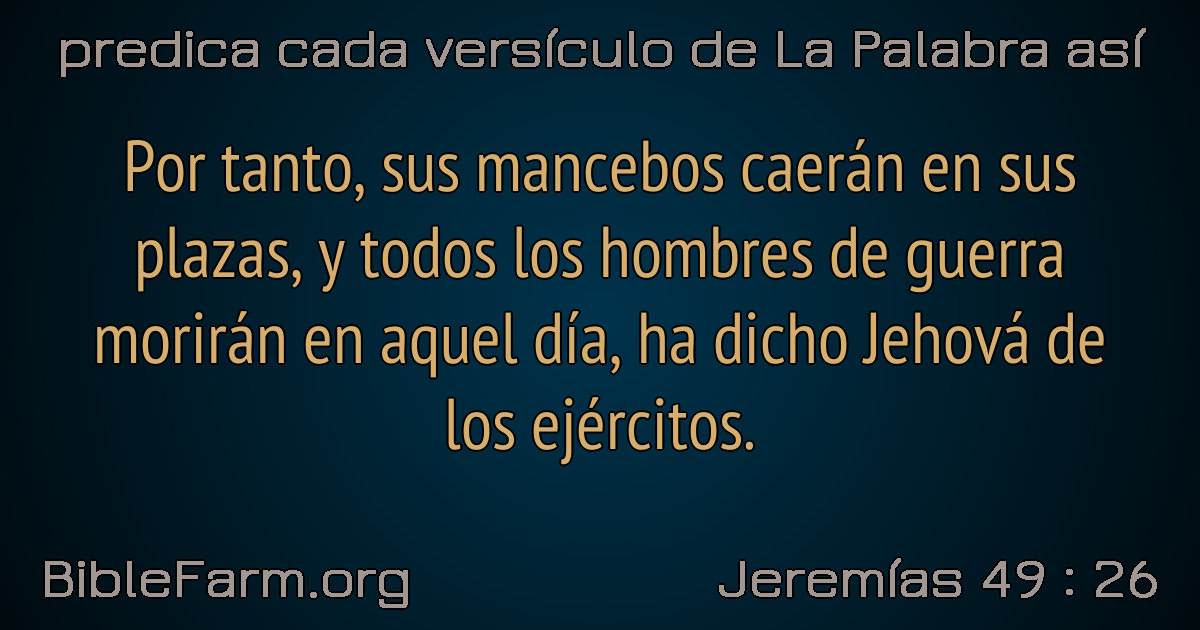 predica cada versículo de La Palabra así
Por tanto, sus mancebos caerán en sus
plazas, y todos los hombres de guerra
morirán en aquel día, ha dicho Jehová de
los ejércitos.
BibleFarm.org
Jeremías 49 : 26